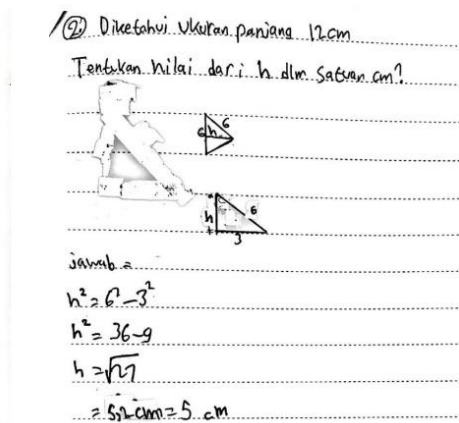 2. Diketahui Ukuran panjang 12cm
Tentukan nilai dari h dlm satuan cm?
6 h 6
h 6
3
jawab =
h² = 6² - 3²
h² = 36-9
h = √27
= 5,2 cm = 5 cm